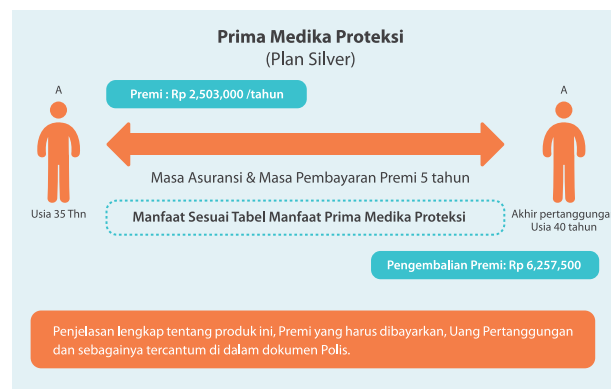 Prima Medika Proteksi
(Plan Silver)
Premi : Rp 2,503,000 /tahun
A
A
Masa Asuransi & Masa Pembayaran Premi 5 tahun
Manfaat Sesuai Tabel Manfaat Prima Medika Proteksi
Usia 35 Thn
Akhir pertanggunga
Usia 40 tahun
Pengembalian Premi: Rp 6,257,500
Penjelasan lengkap tentang produk ini, Premi yang harus dibayarkan, Uang Pertanggungan
dan sebagainya tercantum di dalam dokumen Polis.